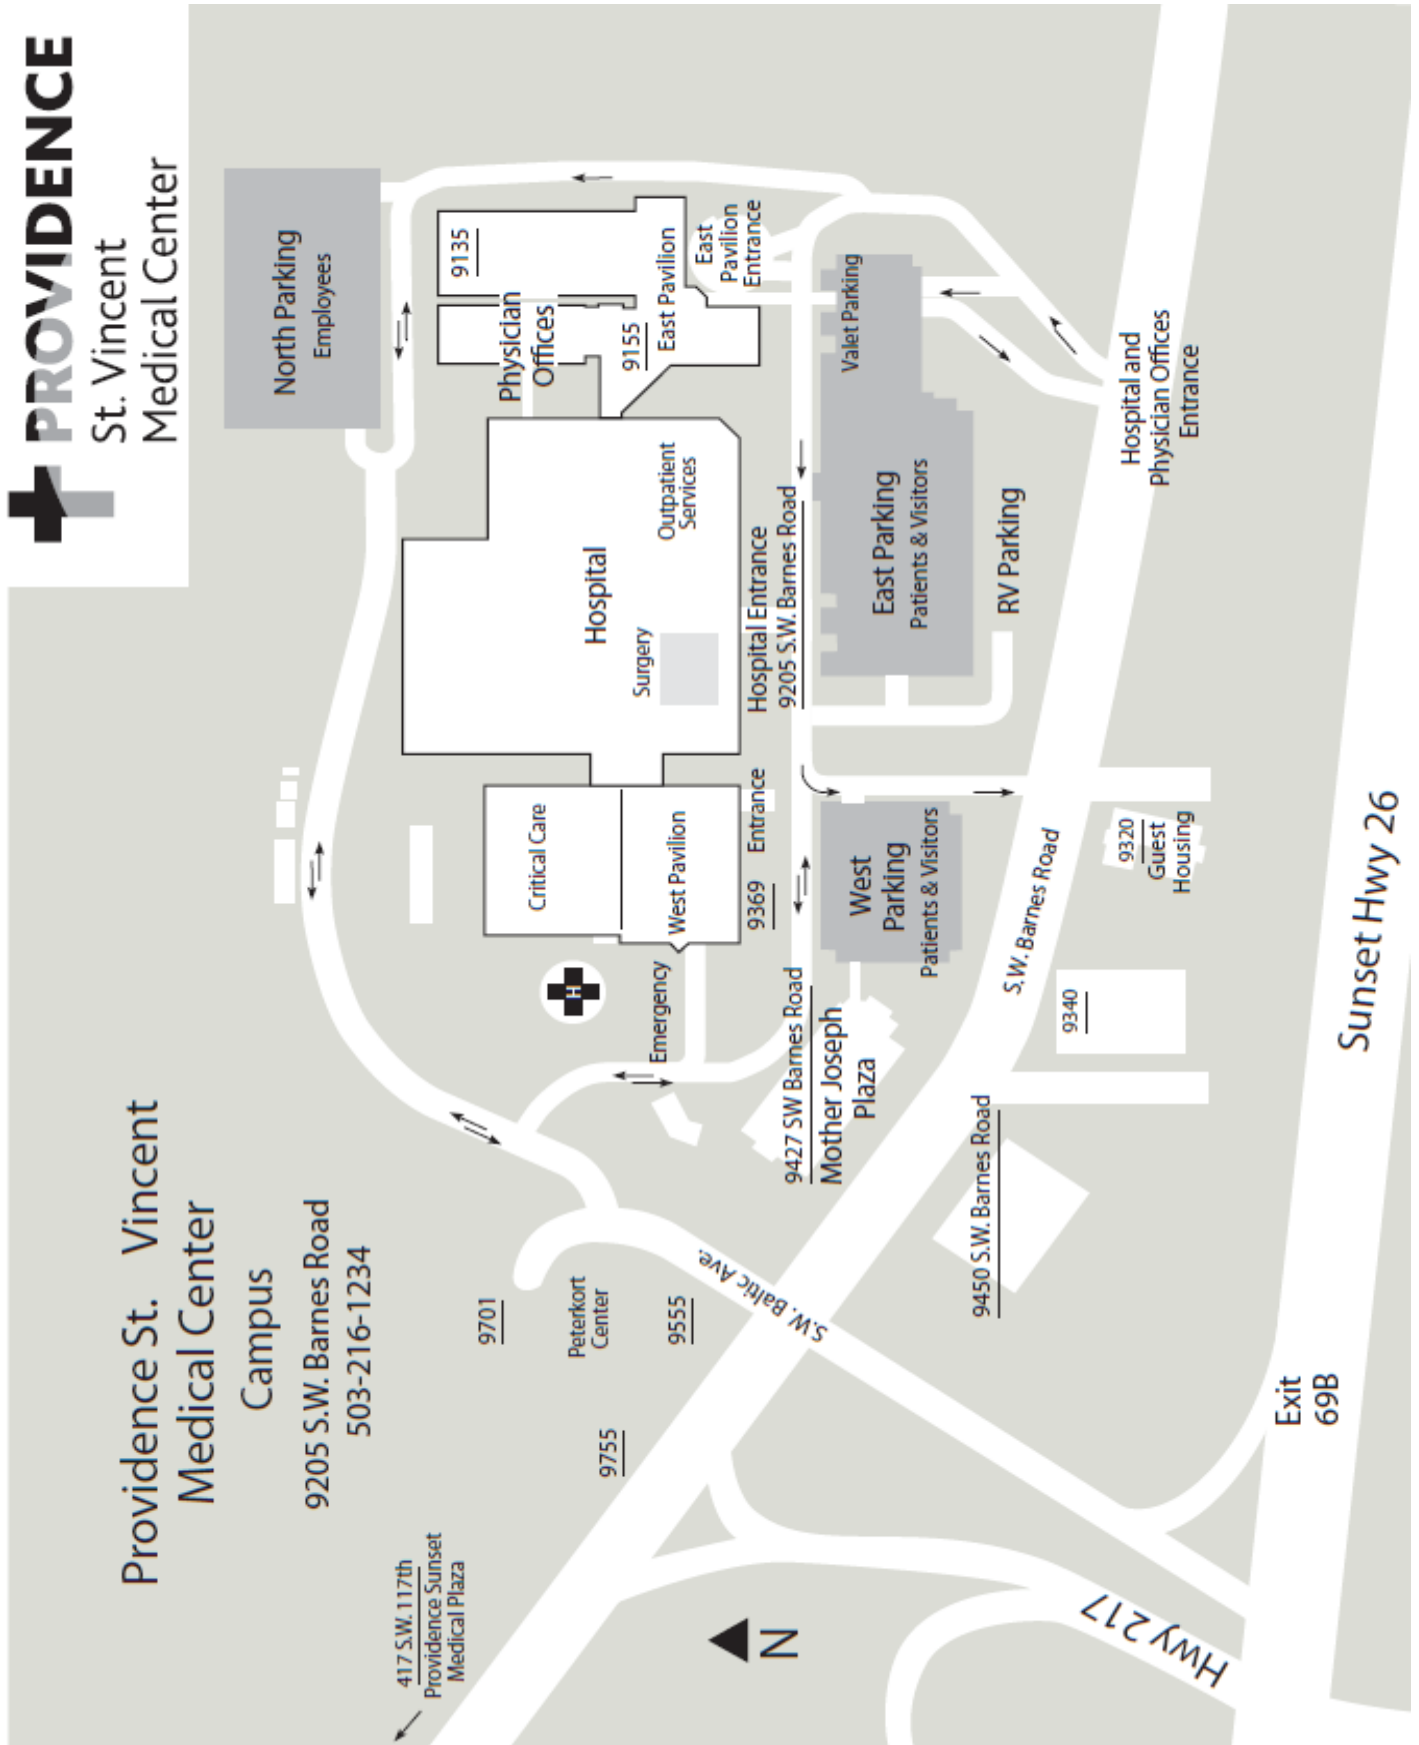 PROVIDENCE
St. Vincent
Medical Center
Providence St. Vincent
Medical Center
Campus
9205 S.W. Barnes Road
503-216-1234
417 S.W. 117th
Providence Sunset
Medical Plaza
North Parking
Employees
9135
Physician
Offices
9155
East Pavilion
East
Pavilion
Entrance
Valet Parking
Hospital
Outpatient
Services
Surgery
Hospital Entrance
9205 S.W. Barnes Road
East Parking
Patients & Visitors
RV Parking
Hospital and
Physician Offices
Entrance
Critical Care
West Pavilion
9369
Entrance
H
Emergency
West
Parking
Patients & Visitors
9427 SW Barnes Road
Mother Joseph
Plaza
S.W. Barnes Road
9320
Guest
Housing
9340
9450 S.W. Barnes Road
9701
Peterkort
Center
9555
9755
S.W. Baltic Ave.
Exit
69B
Sunset Hwy 26
Hwy 217
N